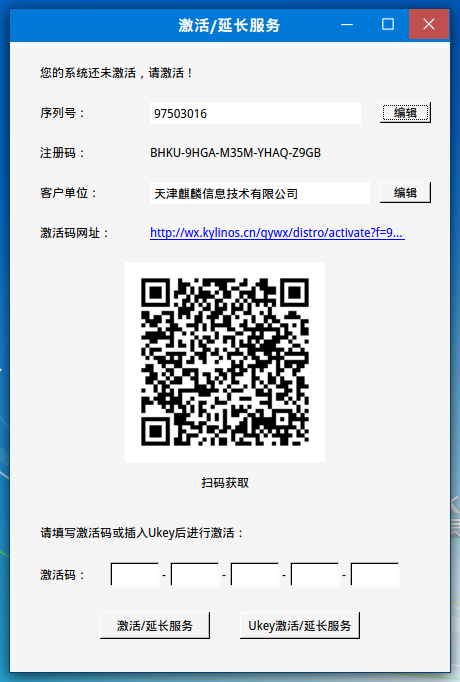 激活/延长服务
您的系统还未激活，请激活！
序列号： 97503016 编辑
注册码： BHKU-9HGA-M35M-YHAQ-Z9GB
客户单位： 天津麒麟信息技术有限公司 编辑
激活码网址： http://wx.kylinos.cn/qywx/distro/activate?f=9...
扫码获取
请填写激活码或插入Ukey后进行激活：
激活码： - - - -
激活/延长服务 Ukey激活/延长服务